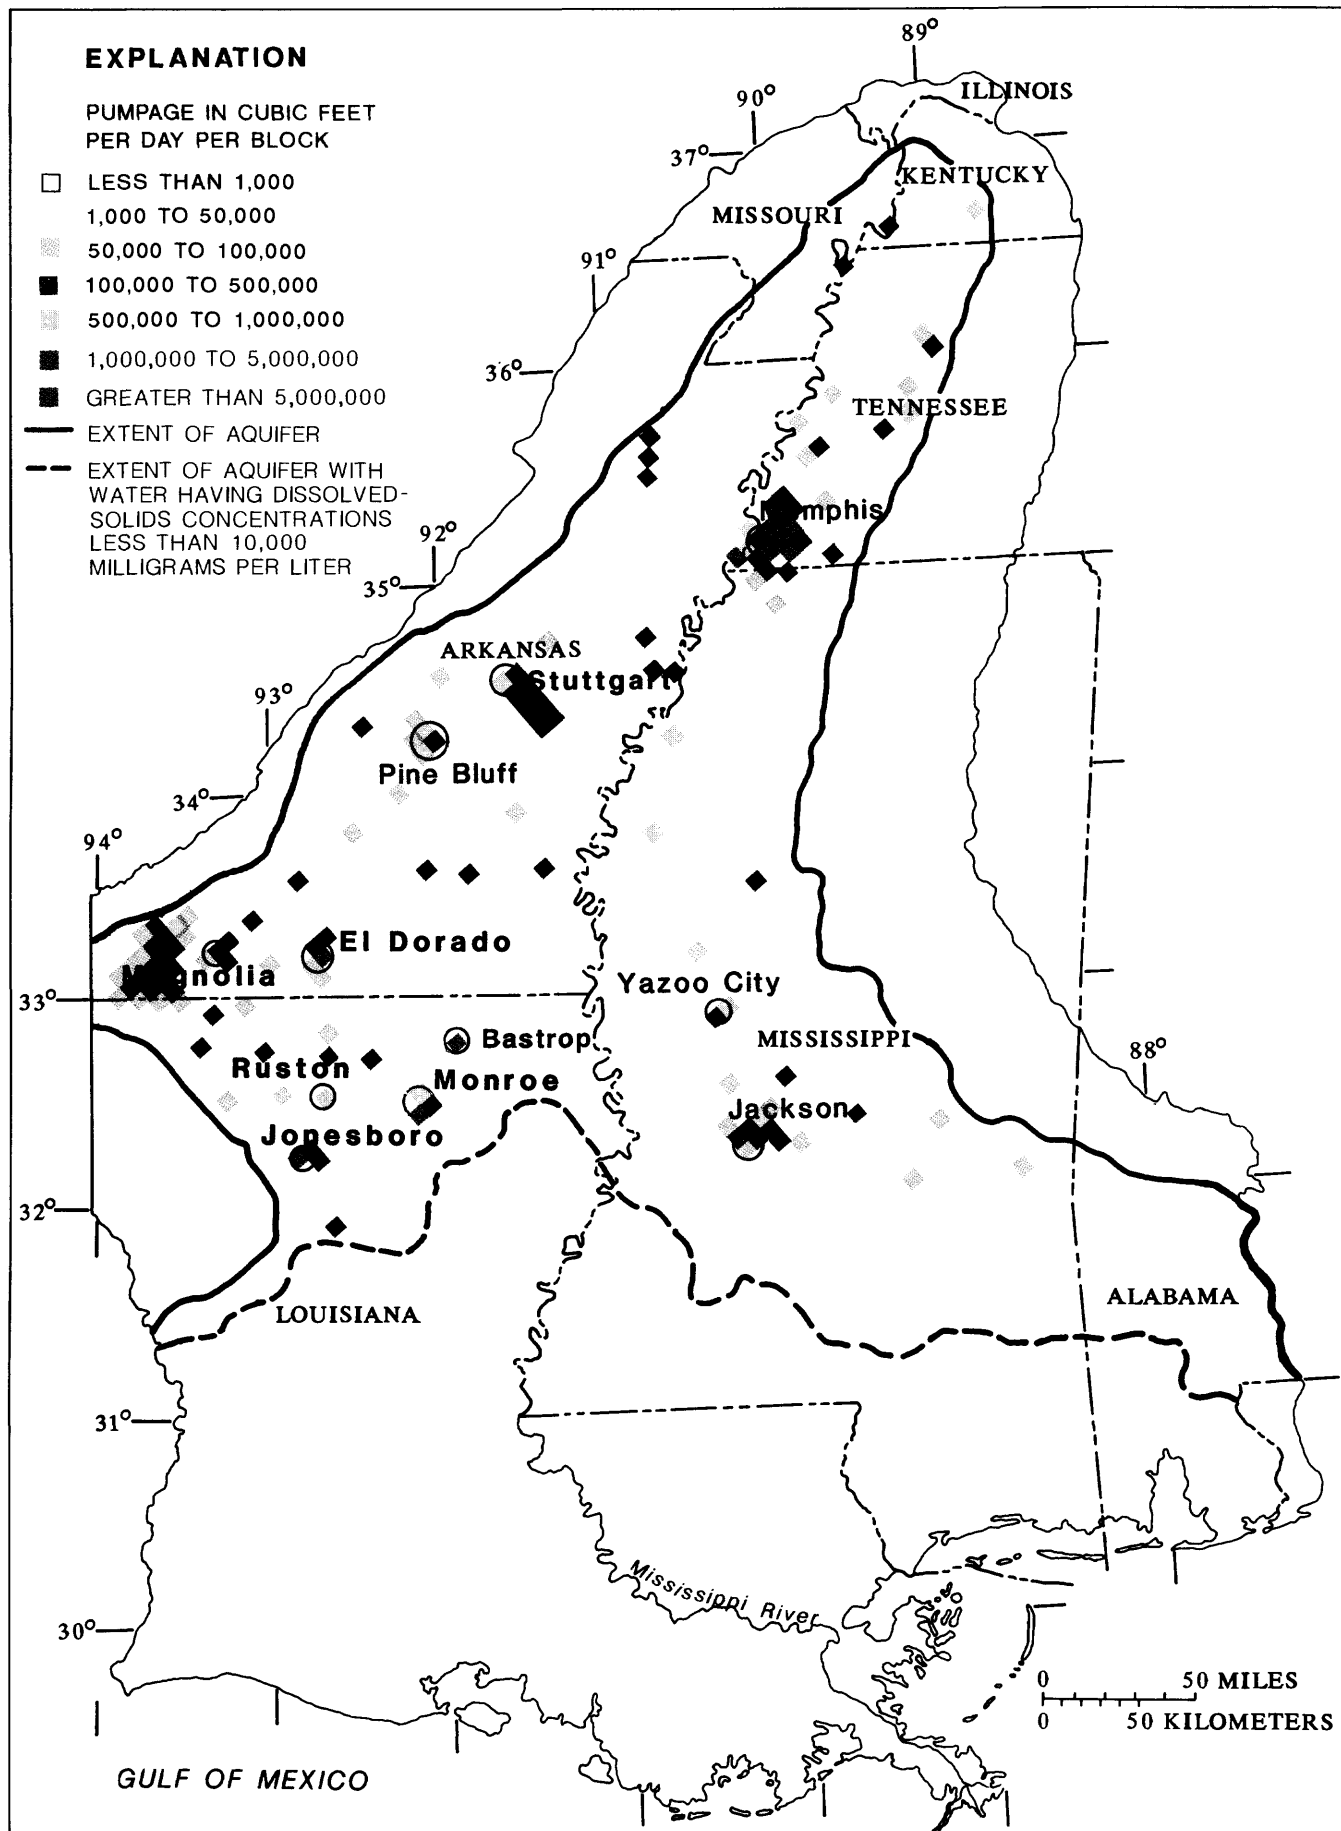 EXPLANATION
PUMPAGE IN CUBIC FEET
PER DAY PER BLOCK
LESS THAN 1,000
1,000 TO 50,000
50,000 TO 100,000
100,000 TO 500,000
500,000 TO 1,000,000
1,000,000 TO 5,000,000
GREATER THAN 5,000,000
EXTENT OF AQUIFER
EXTENT OF AQUIFER WITH
WATER HAVING DISSOLVED-
SOLIDS CONCENTRATIONS
LESS THAN 10,000
MILLIGRAMS PER LITER
89°
ILLINOIS
90°
37°
KENTUCKY
MISSOURI
91°
36°
TENNESSEE
Memphis
92°
35°
ARKANSAS
Stuttgart
93°
Pine Bluff
34°
94°
El Dorado
Magnolia
33°
Yazoo City
Bastrop
MISSISSIPPI
88°
Ruston
Monroe
Jackson
Jonesboro
32°
LOUISIANA
ALABAMA
31°
Mississippi River
30°
0 50 MILES
0 50 KILOMETERS
GULF OF MEXICO